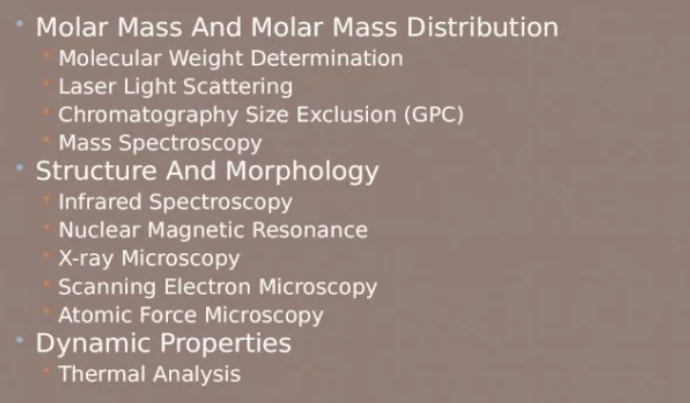 Molar Mass And Molar Mass Distribution
Molecular Weight Determination
Laser Light Scattering
Chromatography Size Exclusion (GPC)
Mass Spectroscopy
Structure And Morphology
Infrared Spectroscopy
Nuclear Magnetic Resonance
X-ray Microscopy
Scanning Electron Microscopy
Atomic Force Microscopy
Dynamic Properties
Thermal Analysis